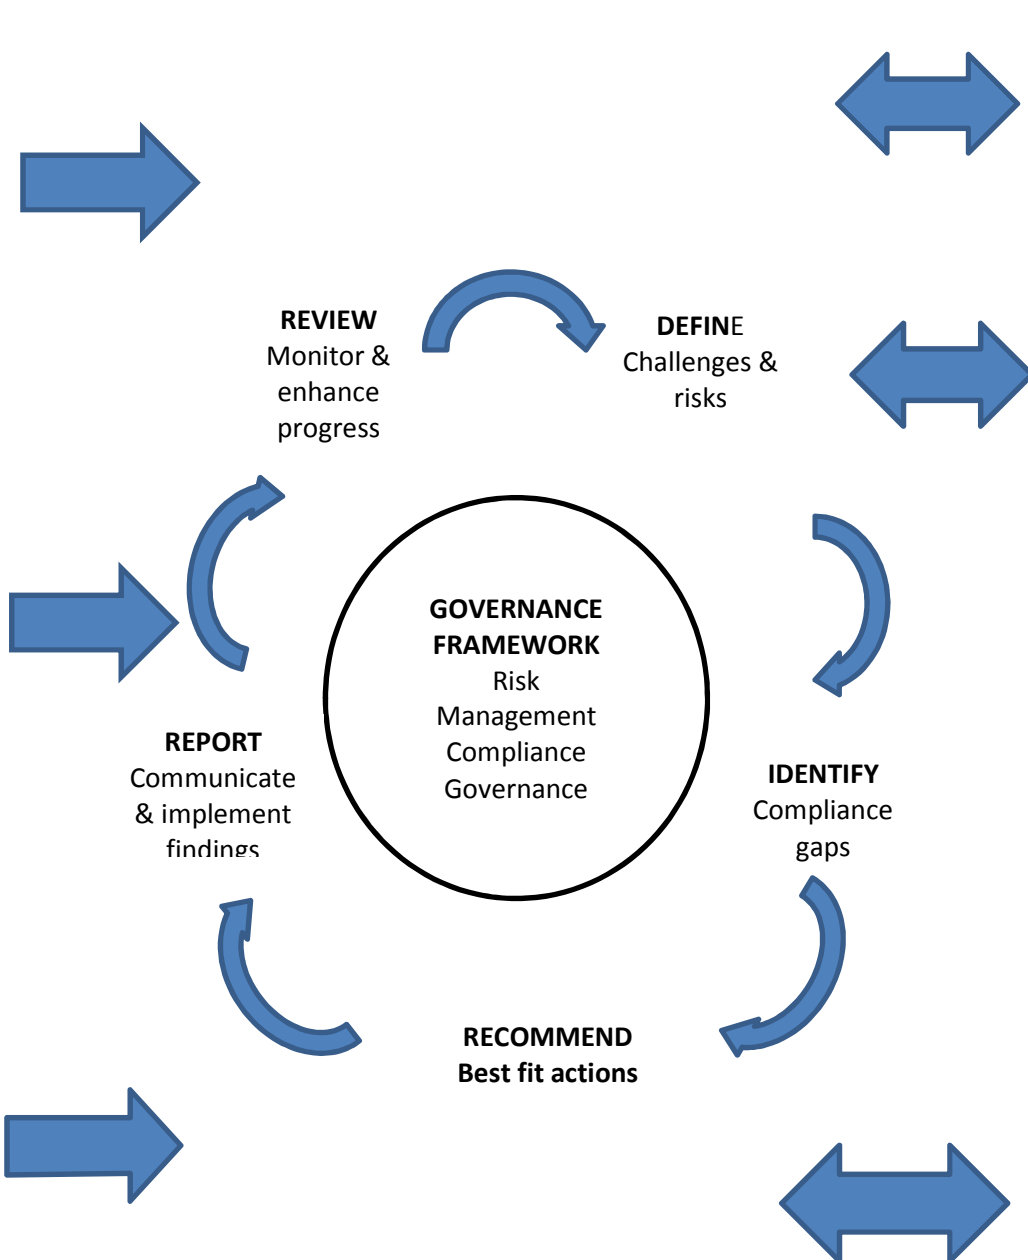 REVIEW
Monitor &
enhance
progress
DEFINE
Challenges &
risks
GOVERNANCE
FRAMEWORK
Risk
Management
Compliance
Governance
REPORT
Communicate
& implement
findings
IDENTIFY
Compliance
gaps
RECOMMEND
Best fit actions